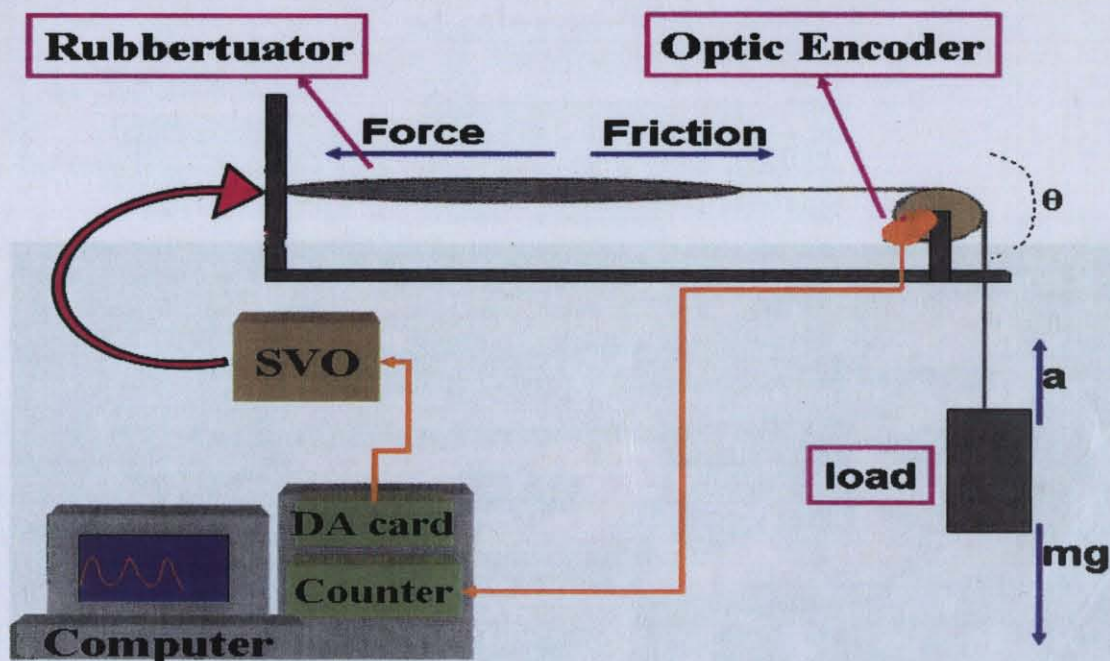 Rubbertuator
Optic Encoder
Force
Friction
θ
SVO
a
load
DA card
mg
Counter
Computer